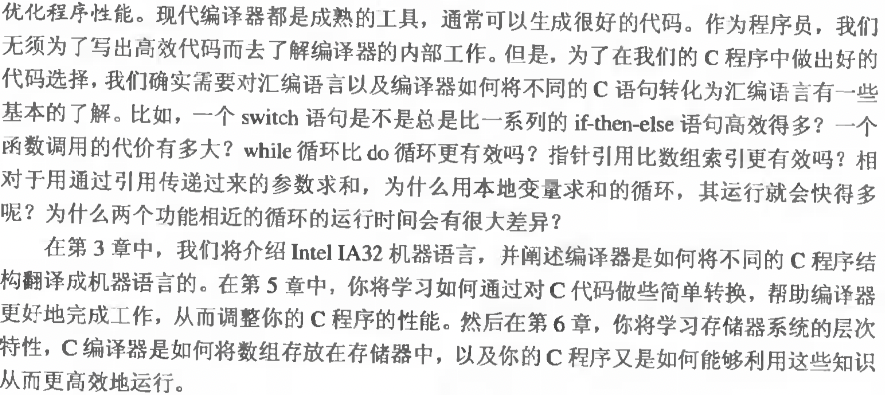 优化程序性能。现代编译器都是成熟的工具，通常可以生成很好的代码。作为程序员，我们
无须为了写出高效代码而去了解编译器的内部工作。但是，为了在我们的 C 程序中做出好的
代码选择，我们确实需要对汇编语言以及编译器如何将不同的 C 语句转化为汇编语言有一些
基本的了解。比如，一个 switch 语句是不是总是比一系列的 if-then-else 语句高效得多？一个
函数调用的代价有多大？while 循环比 do 循环更有效吗？指针引用比数组索引更有效吗？相
对于用通过引用传递过来的参数求和，为什么用本地变量求和的循环，其运行就会快得多
呢？为什么两个功能相近的循环的运行时间会有很大差异？
在第 3 章中，我们将介绍 Intel IA32 机器语言，并阐述编译器是如何将不同的 C 程序结
构翻译成机器语言的。在第 5 章中，你将学习如何通过对 C 代码做些简单转换，帮助编译器
更好地完成工作，从而调整你的 C 程序的性能。然后在第 6 章，你将学习存储器系统的层次
特性，C 编译器是如何将数组存放在存储器中，以及你的 C 程序又是如何能够利用这些知识
从而更高效地运行。